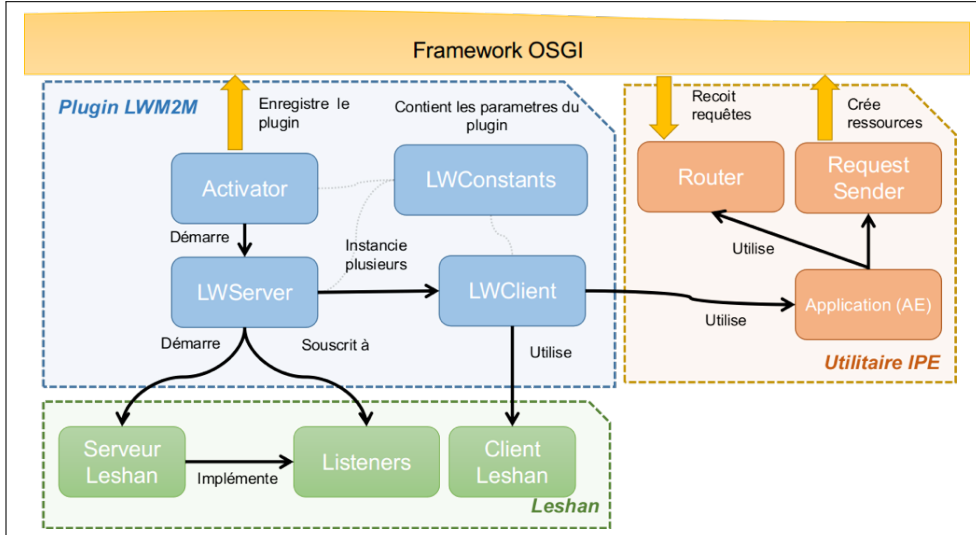 Framework OSGI
Plugin LWM2M
Enregistre le
plugin
Contient les parametres du
plugin
Recoit
requêtes
Crée
ressources
Activator
LWConstants
Router
Request
Sender
Démarre
Instancie
plusieurs
Utilise
LWServer
LWClient
Application (AE)
Démarre
Souscrit à
Utilise
Utilise
Utilitaire IPE
Serveur
Leshan
Implémente
Listeners
Client
Leshan
Leshan